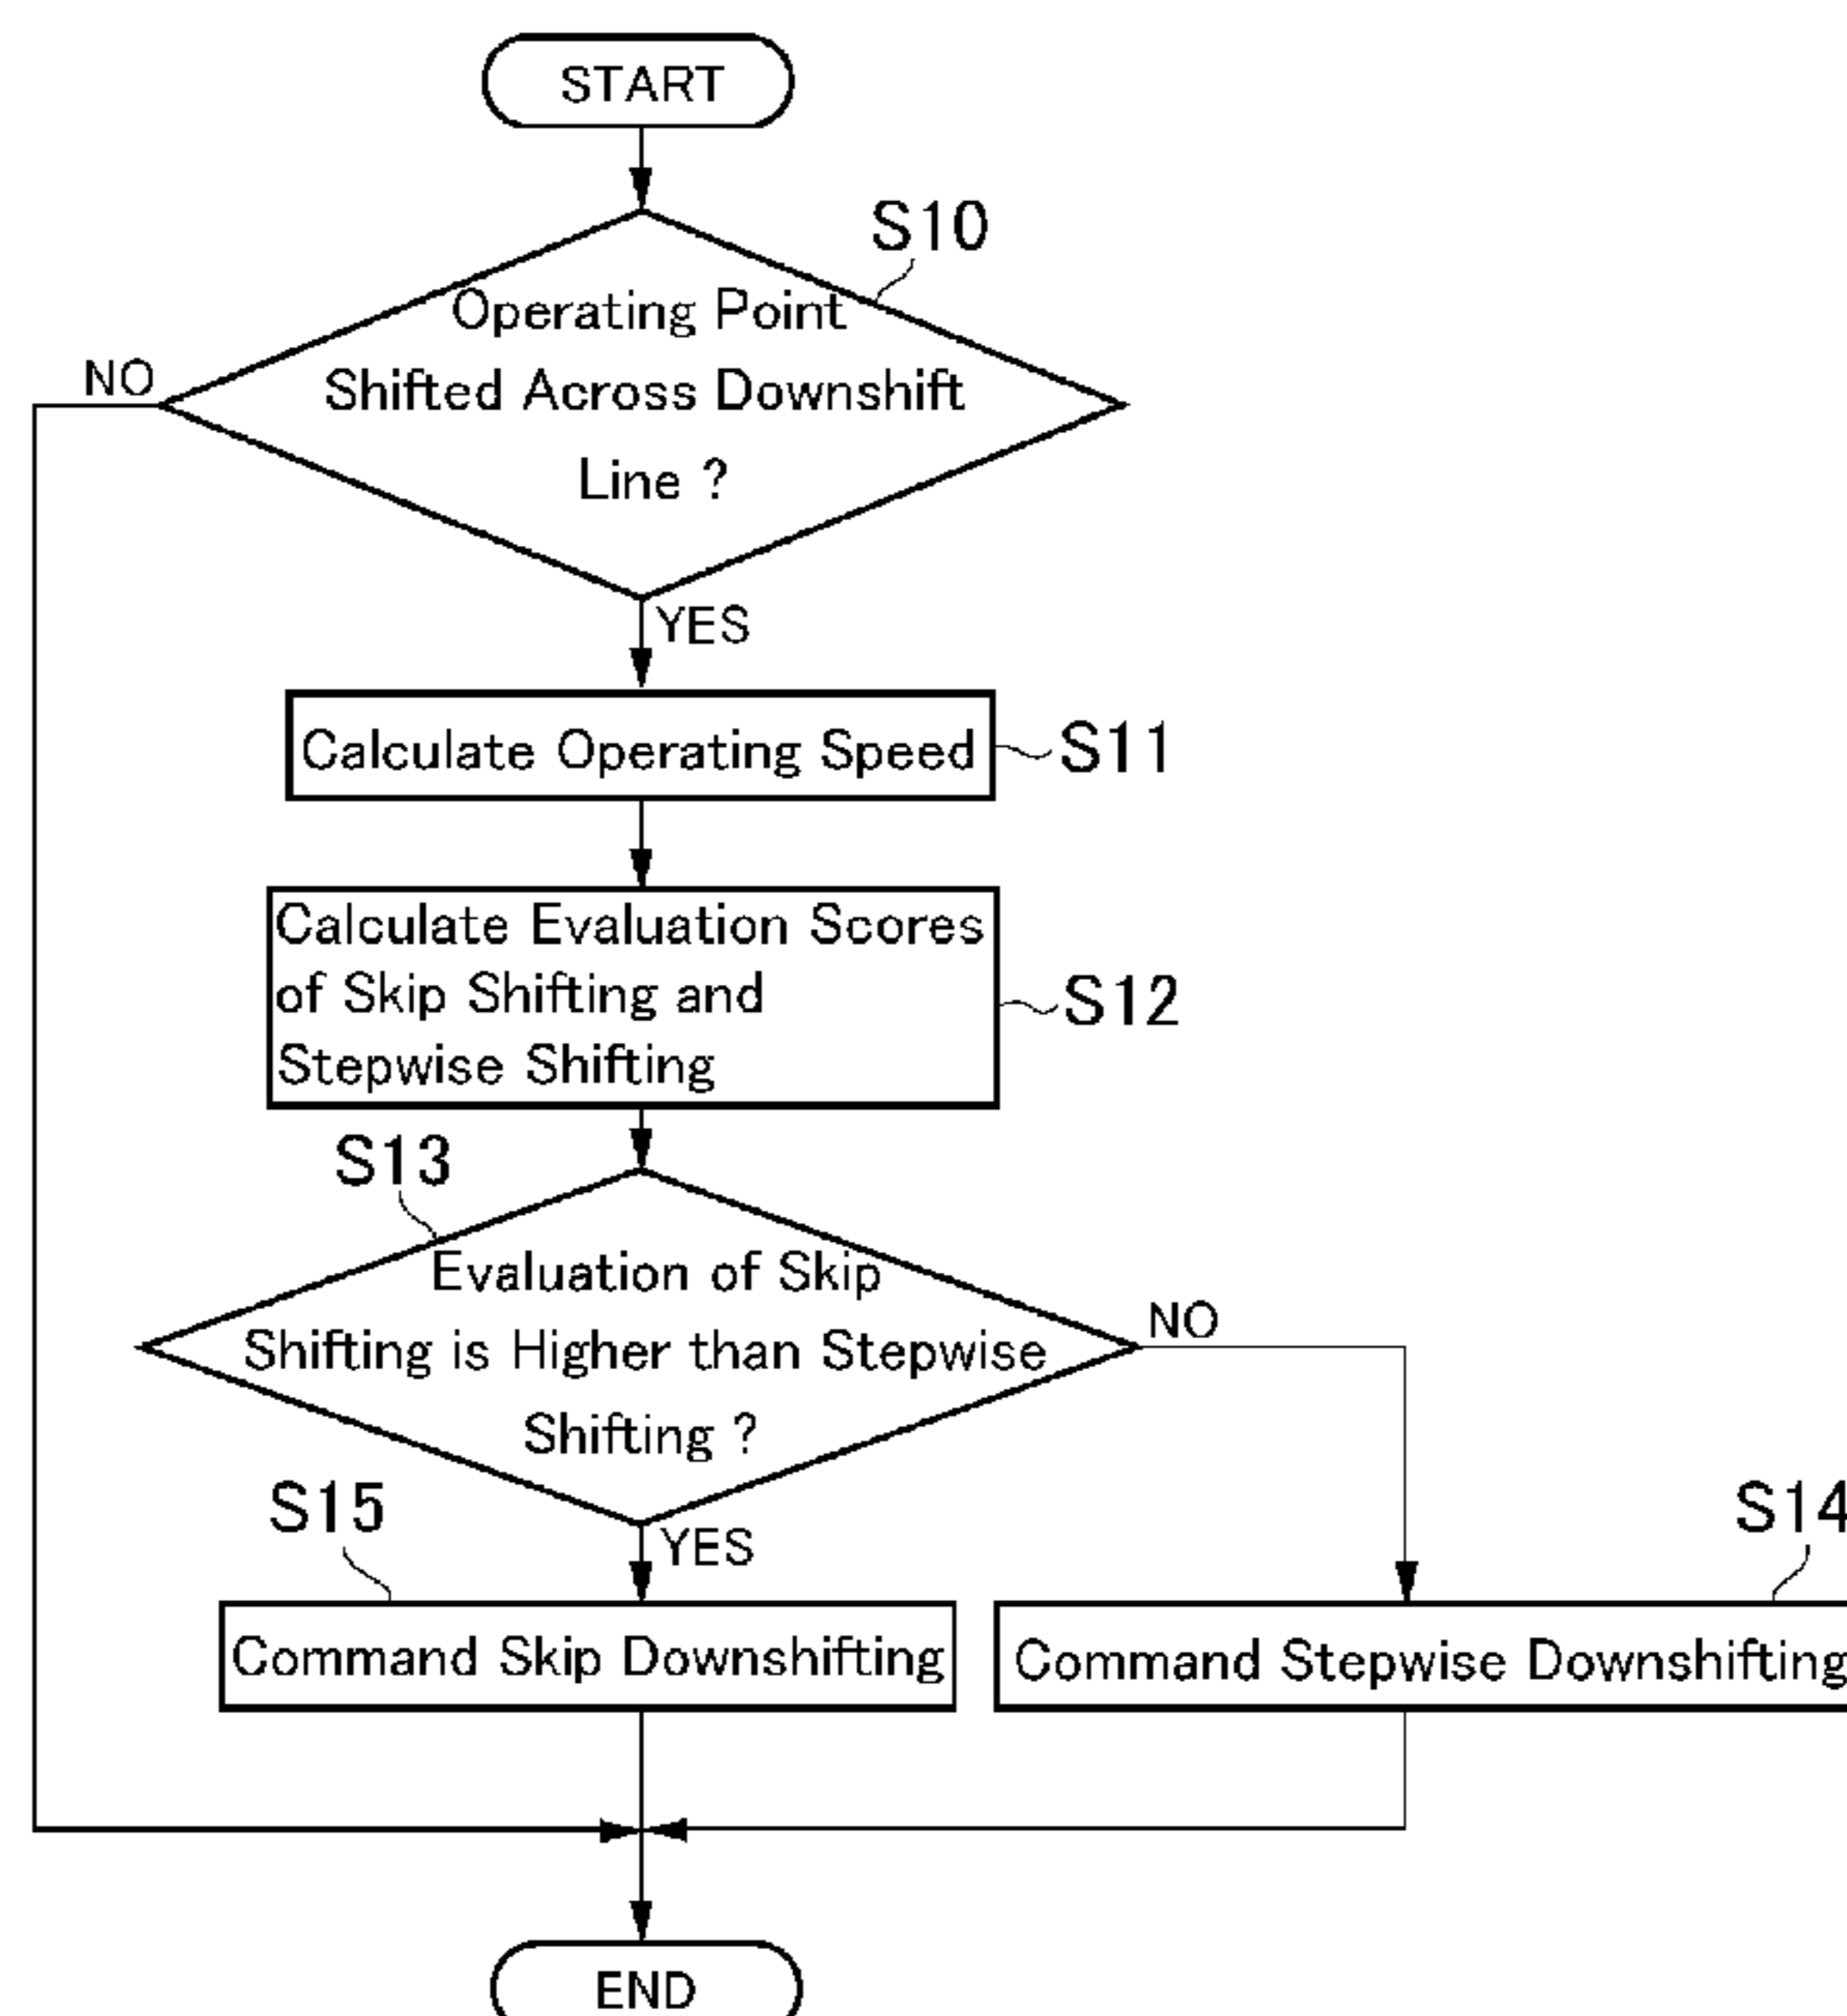 START
S10
Operating Point
Shifted Across Downshift
Line ?
NO
YES
Calculate Operating Speed
S11
Calculate Evaluation Scores
of Skip Shifting and
Stepwise Shifting
S12
S13
Evaluation of Skip
Shifting is Higher than Stepwise
Shifting ?
NO
YES
S15
S14
Command Skip Downshifting
Command Stepwise Downshifting
END